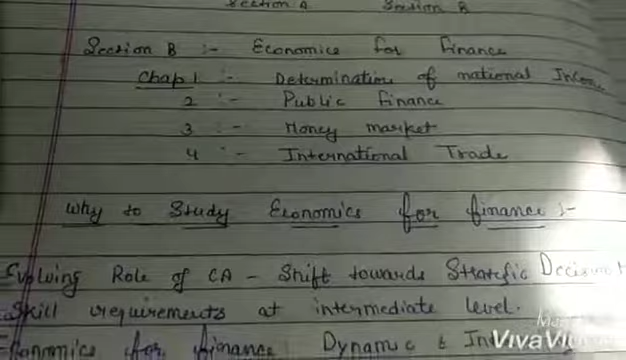 Section A Section B
Section B :- Economics for Finance
Chap 1 :- Determination of national Income
2 :- Public Finance
3 :- Money market
4 :- International Trade
Why to Study Economics for finance :-
Evolving Role of CA - Shift towards Strategic Decision
Skill requirements at intermediate level.
Economics for finance : Dynamic &
VivaVideo